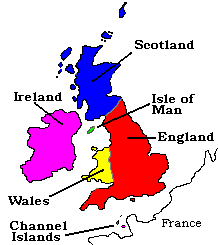 Scotland
Ireland
Isle of
Man
England
Wales
Channel
Islands
France